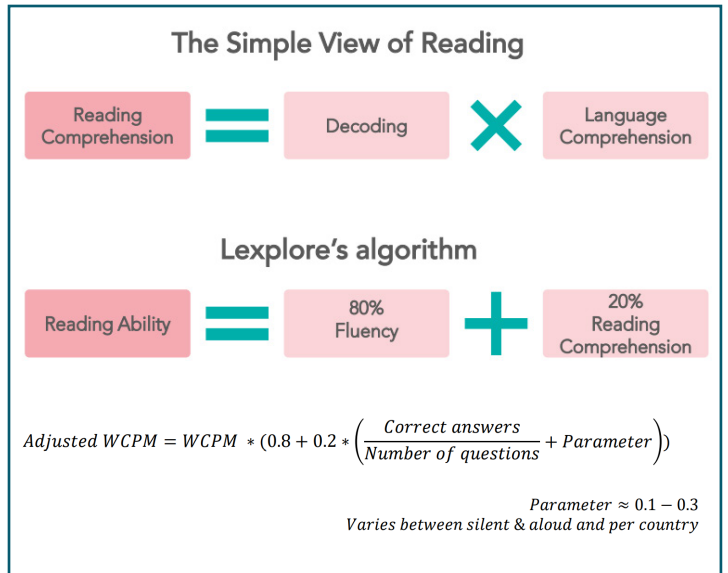 The Simple View of Reading
Reading
Comprehension
=
Decoding
×
Language
Comprehension
Lexplore's algorithm
Reading Ability
=
80%
Fluency
+
20%
Reading
Comprehension
Adjusted WCPM = WCPM * (0.8 + 0.2 * (Correct answers / Number of questions + Parameter))
Parameter ≈ 0.1 − 0.3
Varies between silent & aloud and per country